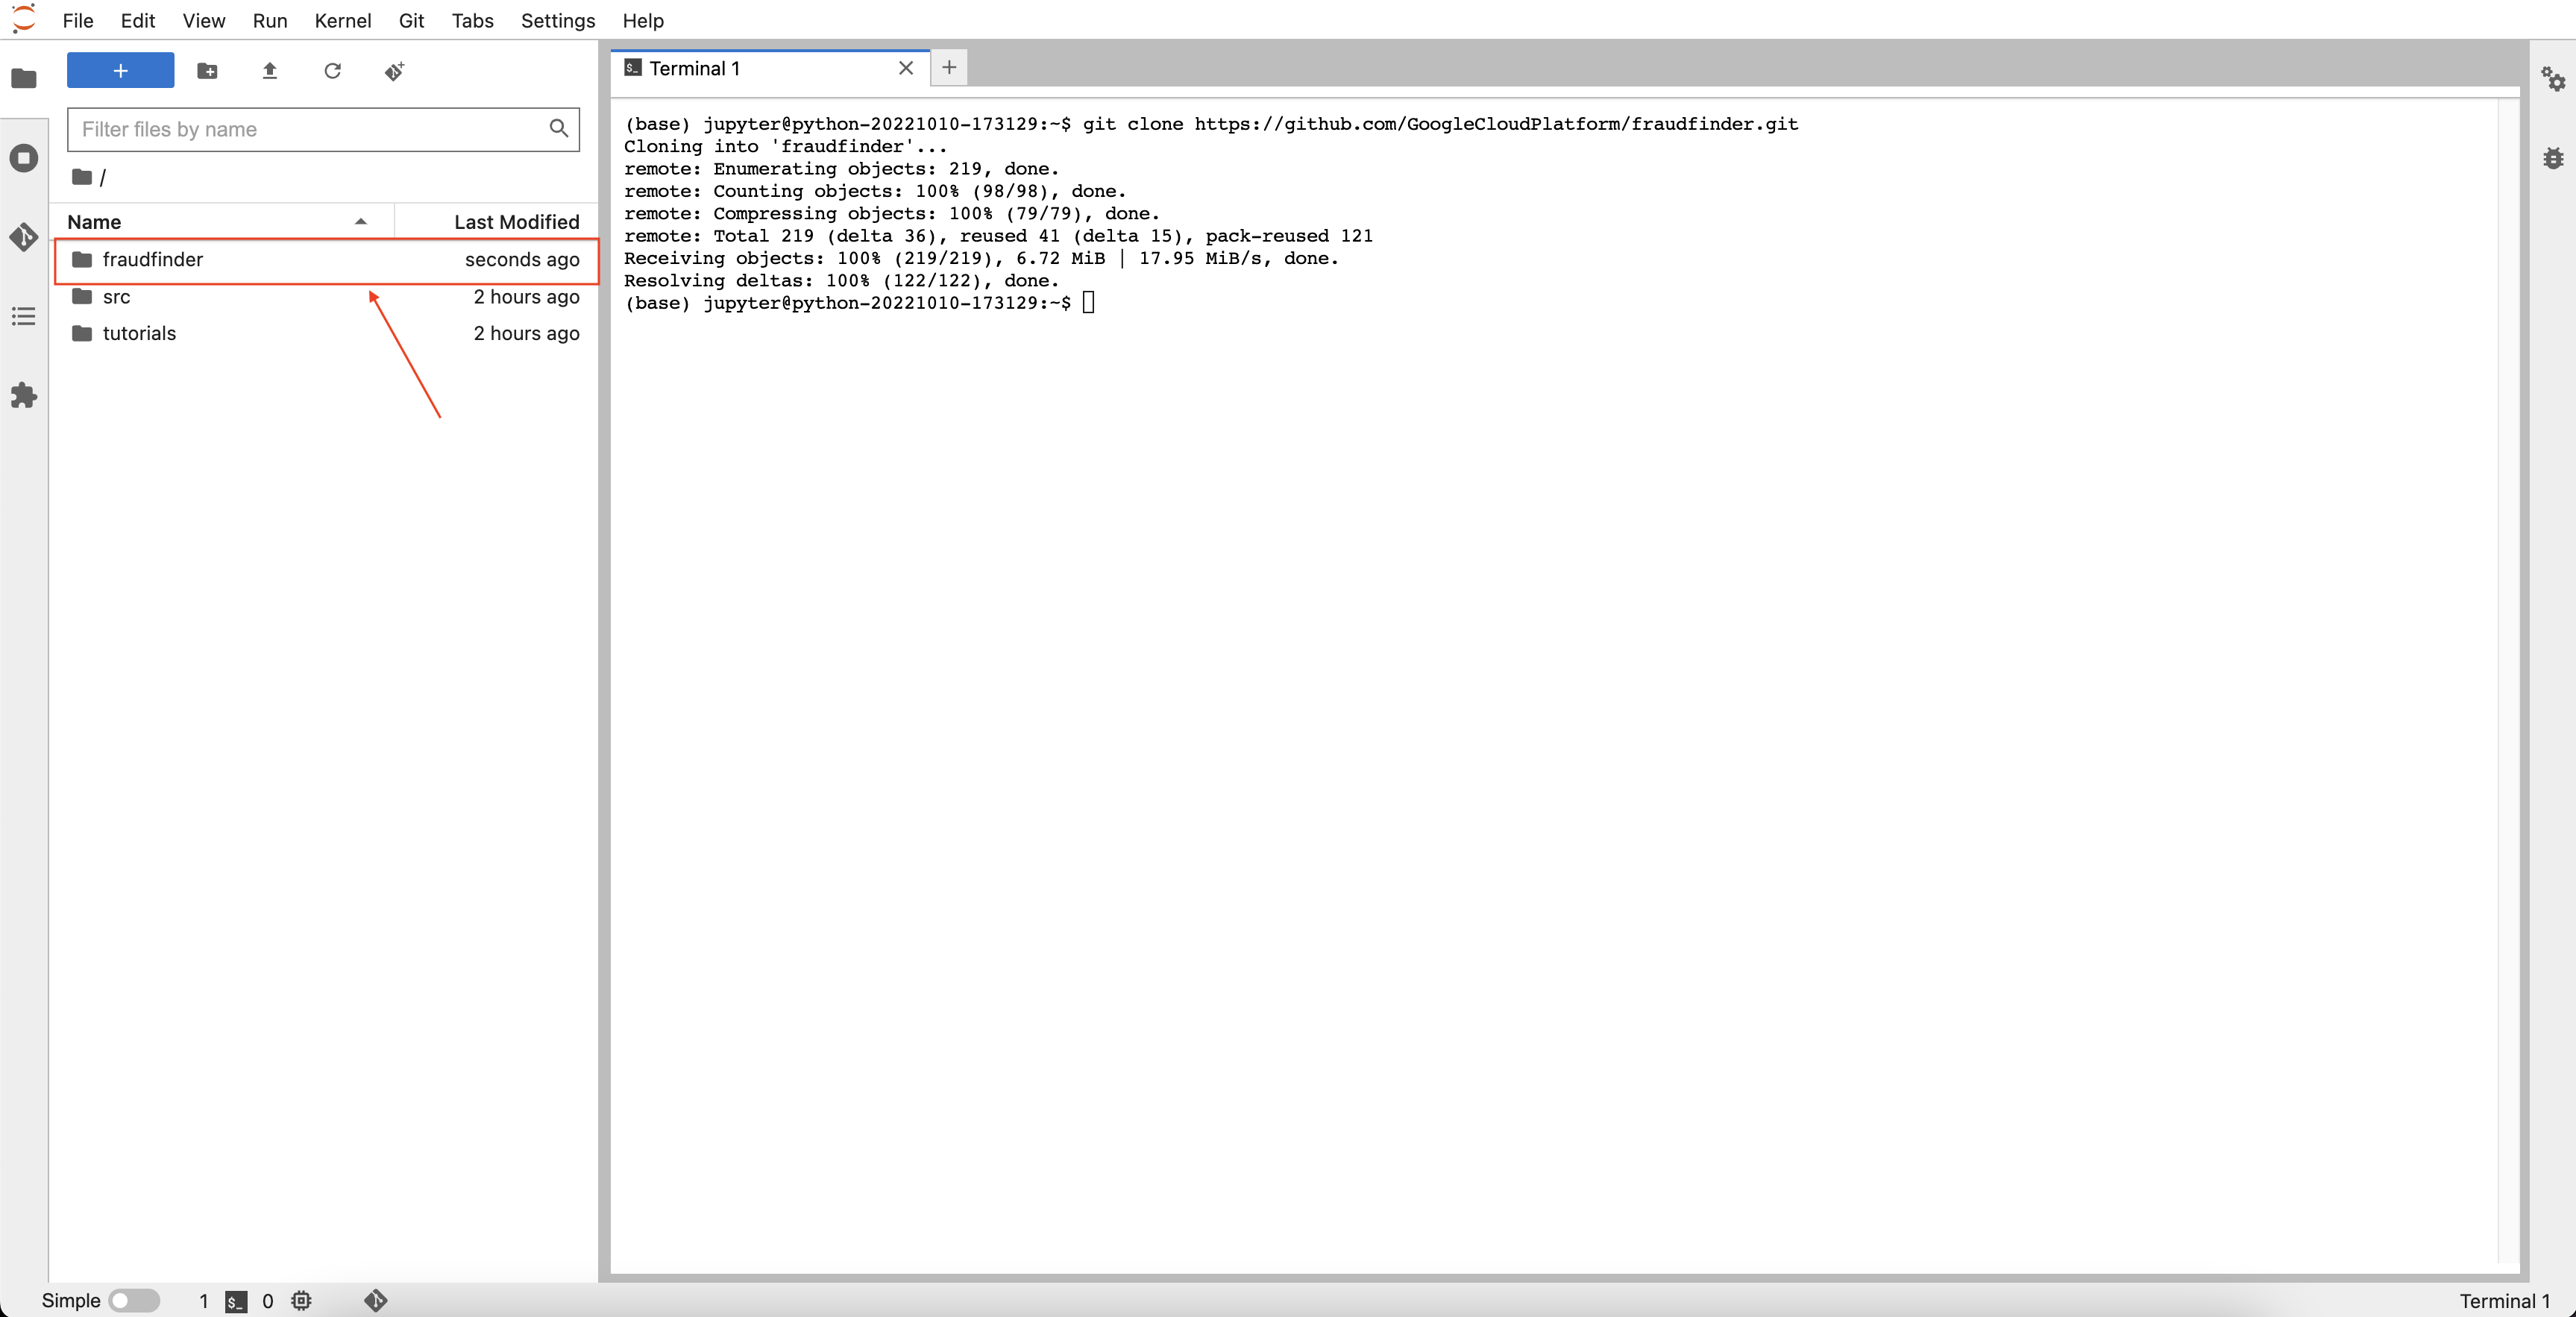 File Edit View Run Kernel Git Tabs Settings Help
Filter files by name
/
Name Last Modified
fraudfinder seconds ago
src 2 hours ago
tutorials 2 hours ago
$_ Terminal 1
(base) jupyter@python-20221010-173129:~$ git clone https://github.com/GoogleCloudPlatform/fraudfinder.git
Cloning into 'fraudfinder'...
remote: Enumerating objects: 219, done.
remote: Counting objects: 100% (98/98), done.
remote: Compressing objects: 100% (79/79), done.
remote: Total 219 (delta 36), reused 41 (delta 15), pack-reused 121
Receiving objects: 100% (219/219), 6.72 MiB | 17.95 MiB/s, done.
Resolving deltas: 100% (122/122), done.
(base) jupyter@python-20221010-173129:~$
Simple 1 $_ 0 Terminal 1